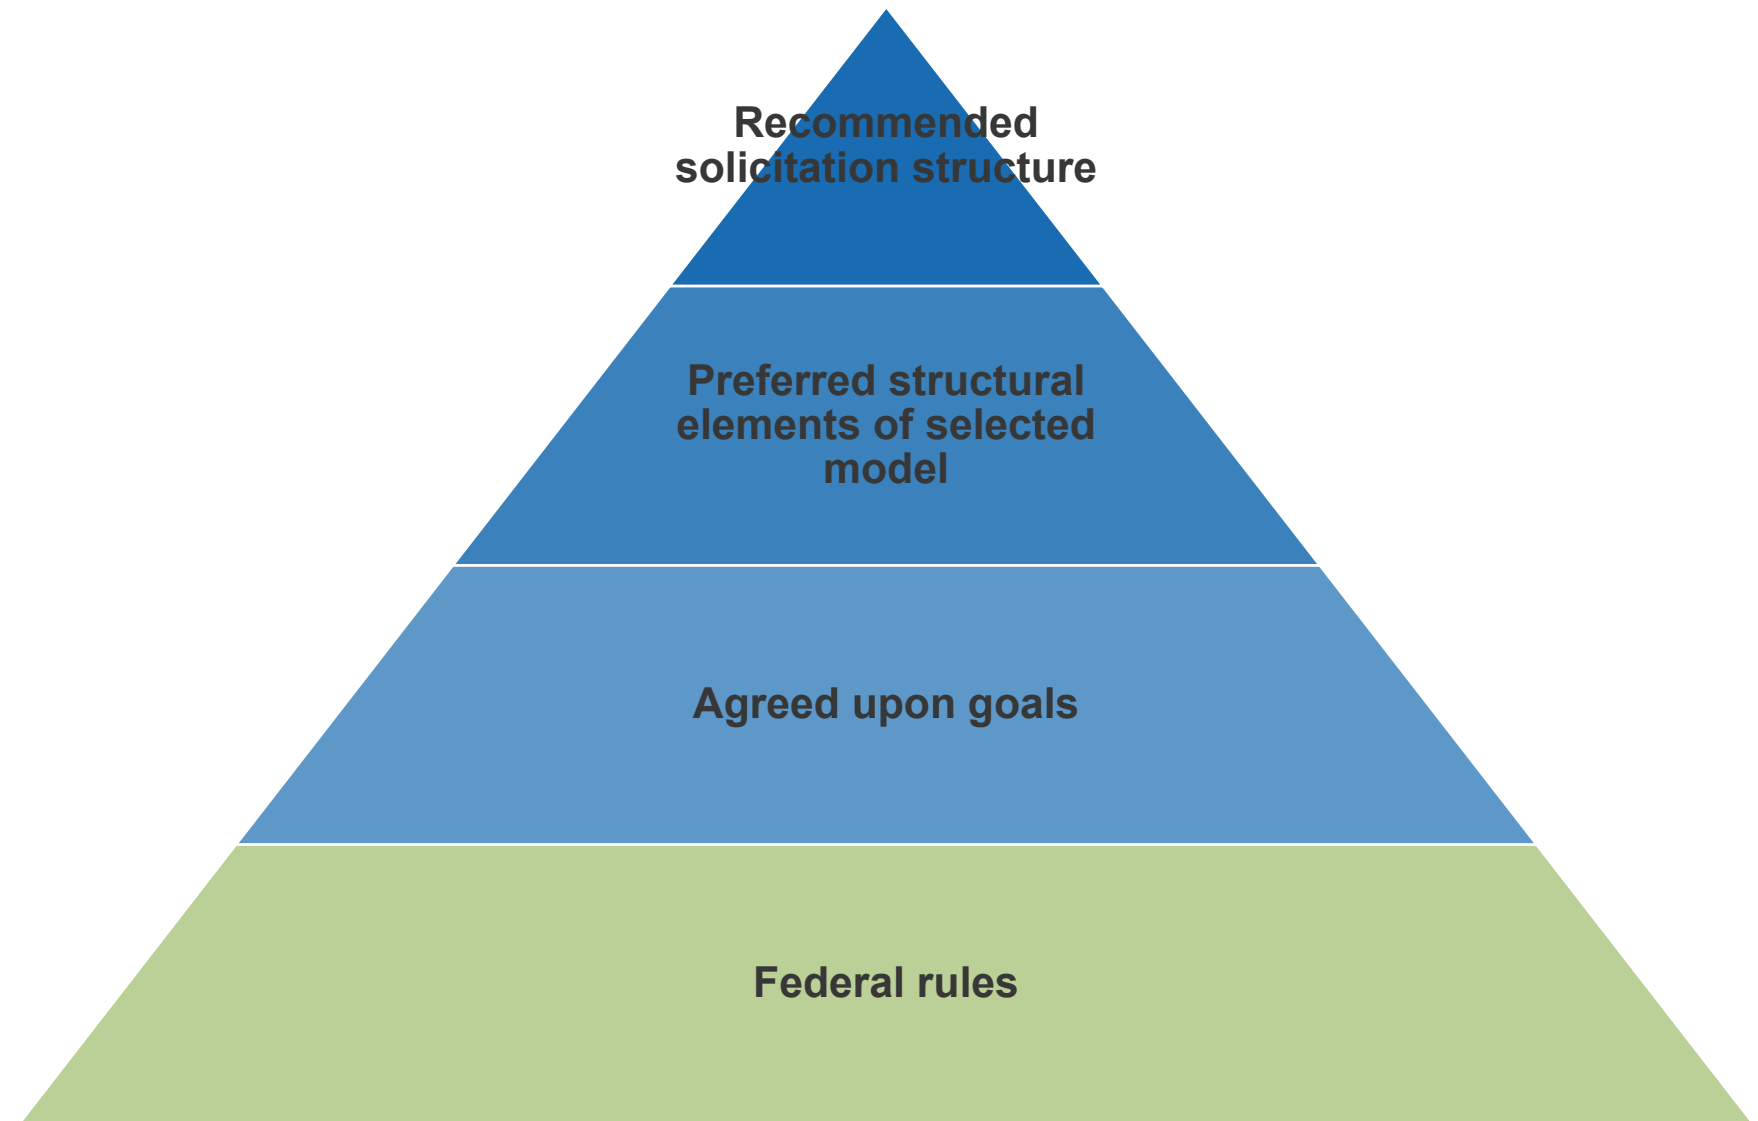 Recommended
solicitation structure
Preferred structural
elements of selected
model
Agreed upon goals
Federal rules